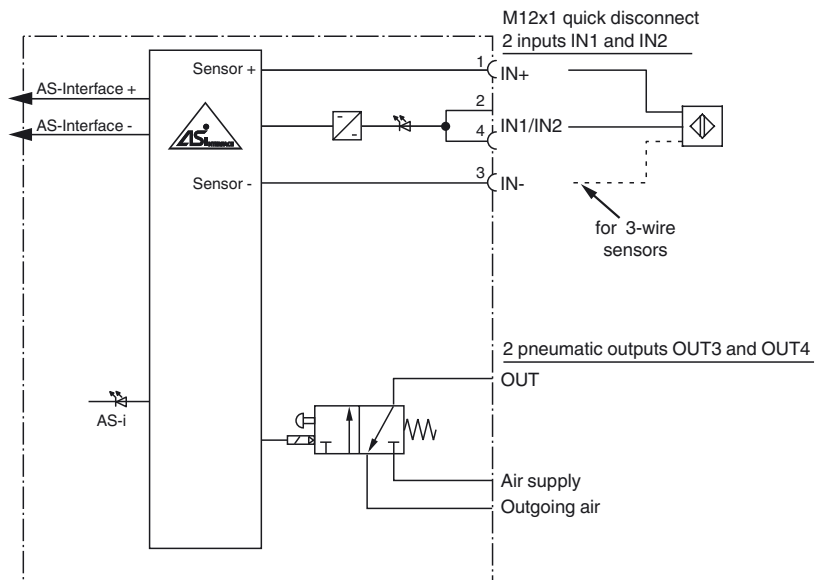 M12x1 quick disconnect
2 inputs IN1 and IN2
Sensor +
1
IN+
AS-Interface +
2
AS-Interface -
ASi
INTERFACE
IN1/IN2
4
Sensor -
3
IN-
for 3-wire
sensors
2 pneumatic outputs OUT3 and OUT4
OUT
AS-i
Air supply
Outgoing air